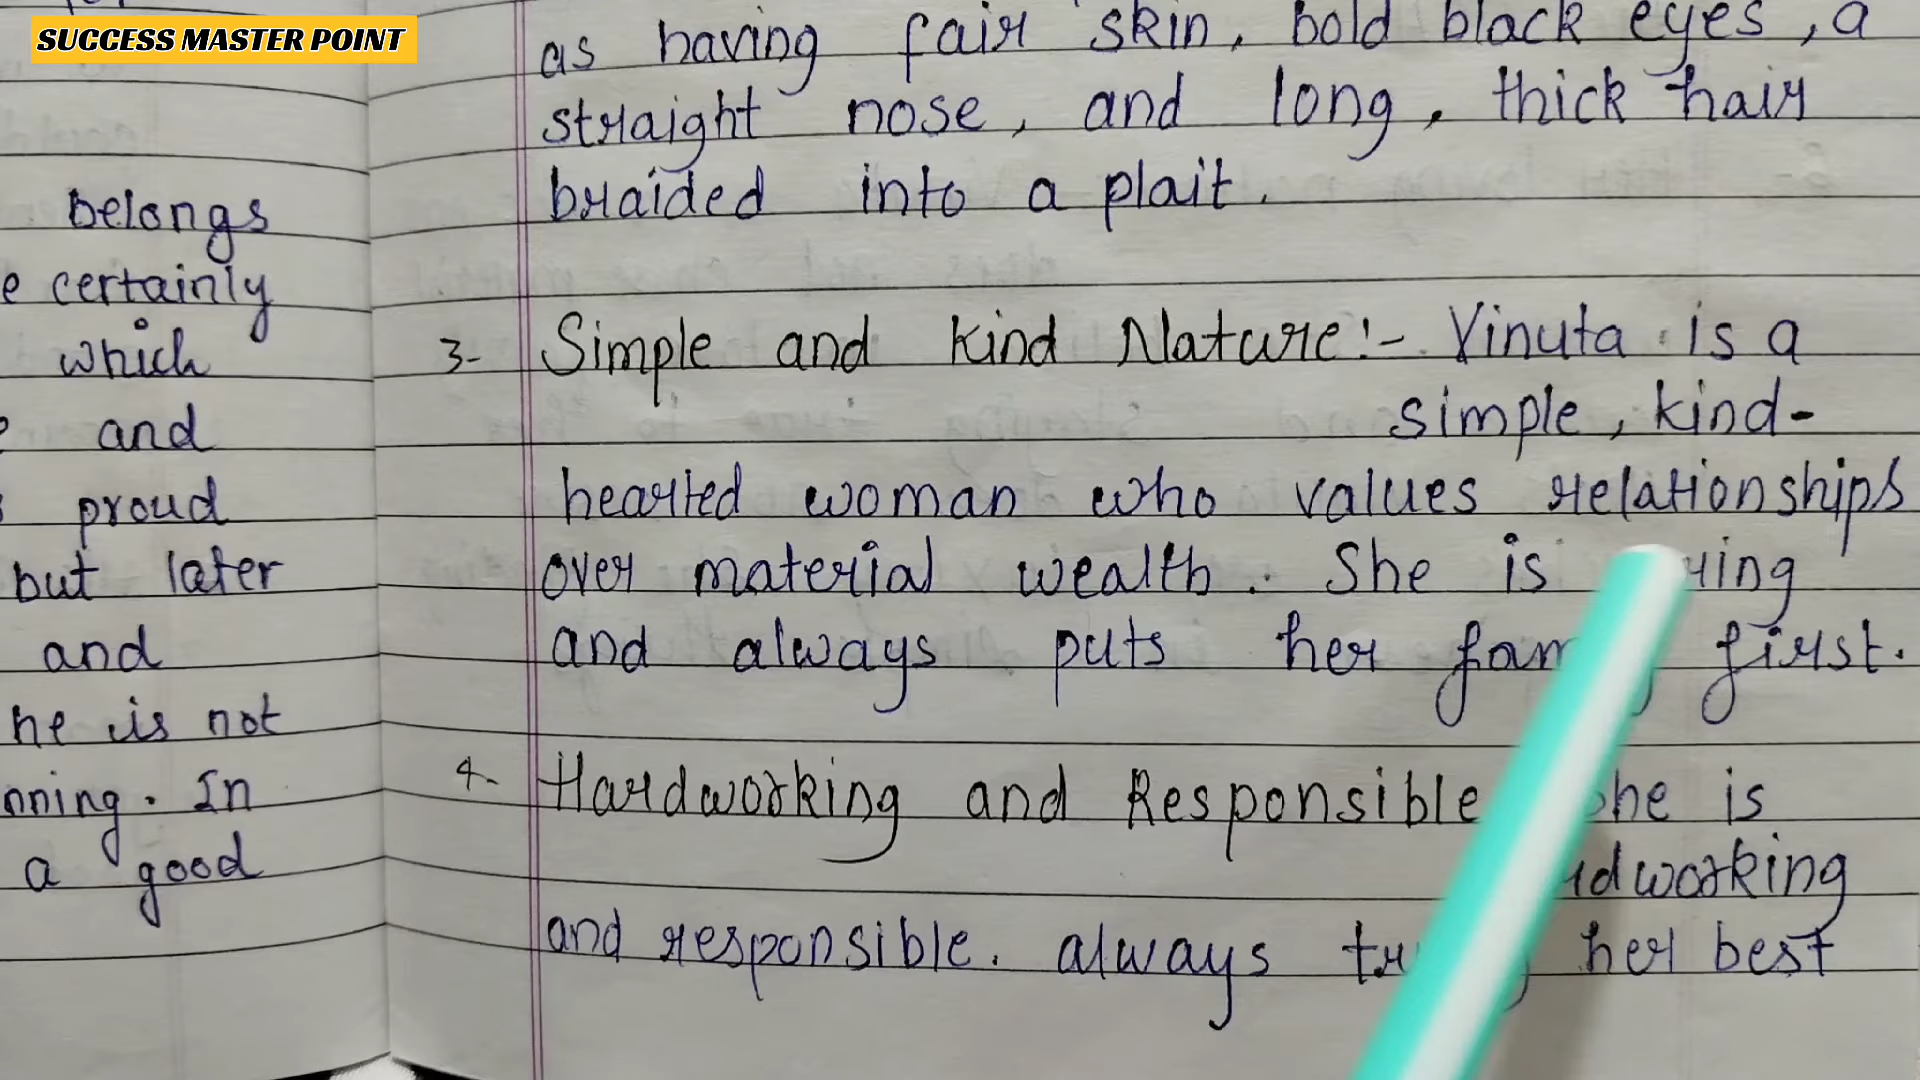 SUCCESS MASTER POINT
belongs
e certainly
which
and
proud
but later
and
he is not
nning. In
a good
as having fair skin, bold black eyes, a
straight nose, and long, thick hair
braided into a plait.
3- Simple and Kind Nature:- Vinuta is a
simple, kind-
hearted woman who values relationships
over material wealth. She is
and always puts her first.
4- Hardworking and Responsible she is
and responsible. always her best